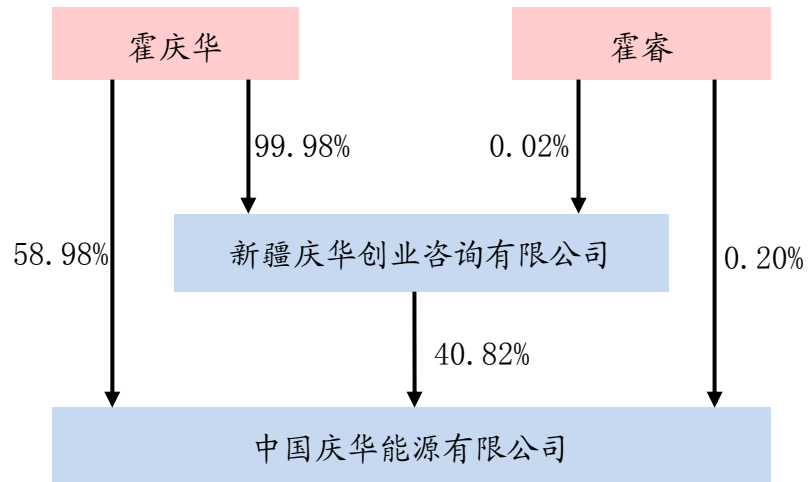 霍庆华
霍睿
99.98%
0.02%
58.98%
新疆庆华创业咨询有限公司
0.20%
40.82%
中国庆华能源有限公司